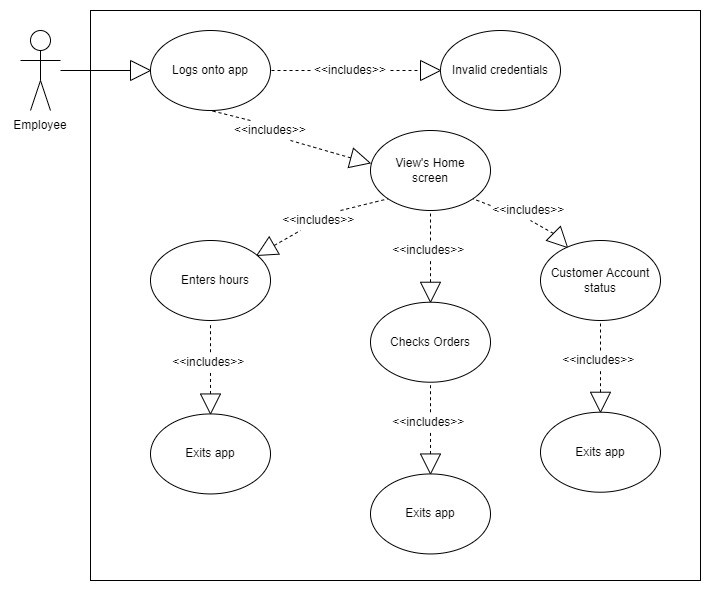 Logs onto app
<<includes>>
Invalid credentials
Employee
<<includes>>
View's Home
screen
<<includes>>
<<includes>>
<<includes>>
Enters hours
Customer Account
status
Checks Orders
<<includes>>
<<includes>>
<<includes>>
Exits app
Exits app
Exits app